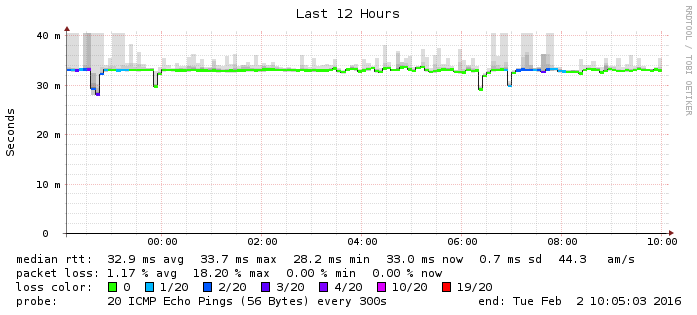 Last 12 Hours
RRDTOOL / TOBI OETIKER
Seconds
40 m
30 m
20 m
10 m
0
00:00 02:00 04:00 06:00 08:00 10:00
median rtt: 32.9 ms avg 33.7 ms max 28.2 ms min 33.0 ms now 0.7 ms sd 44.3 am/s
packet loss: 1.17 % avg 18.20 % max 0.00 % min 0.00 % now
loss color: 0 1/20 2/20 3/20 4/20 10/20 19/20
probe: 20 ICMP Echo Pings (56 Bytes) every 300s end: Tue Feb 2 10:05:03 2016